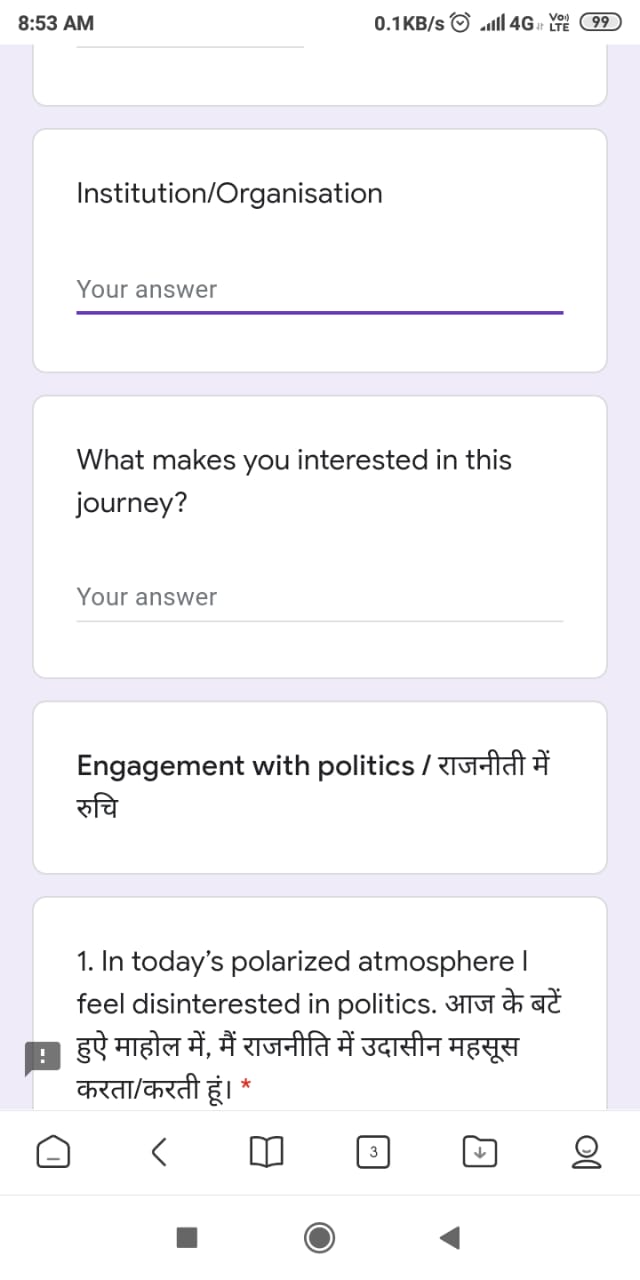 8:53 AM 0.1KB/s 4G Vo) LTE 99
Institution/Organisation
Your answer
What makes you interested in this
journey?
Your answer
Engagement with politics / राजनीती में
रुचि
1. In today’s polarized atmosphere I
feel disinterested in politics. आज के बटें
हुऐ माहोल में, मैं राजनीति में उदासीन महसूस
करता/करती हूं। *
3